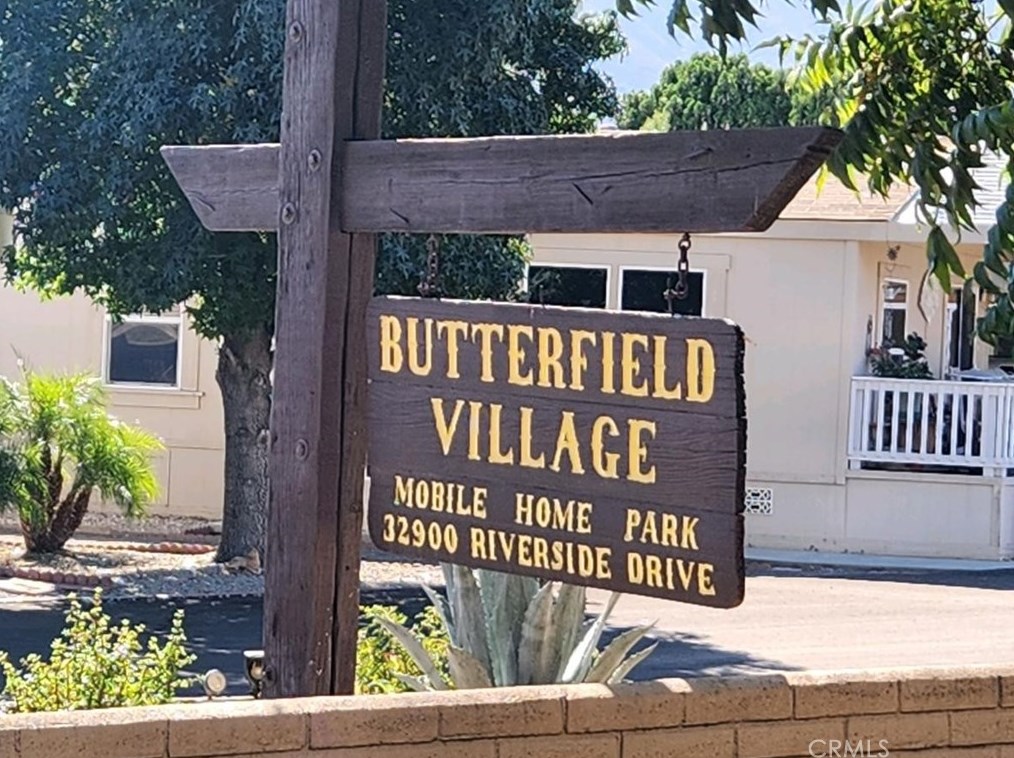 BUTTERFIELD
VILLAGE
MOBILE HOME PARK
32900 RIVERSIDE DRIVE
CRMLS